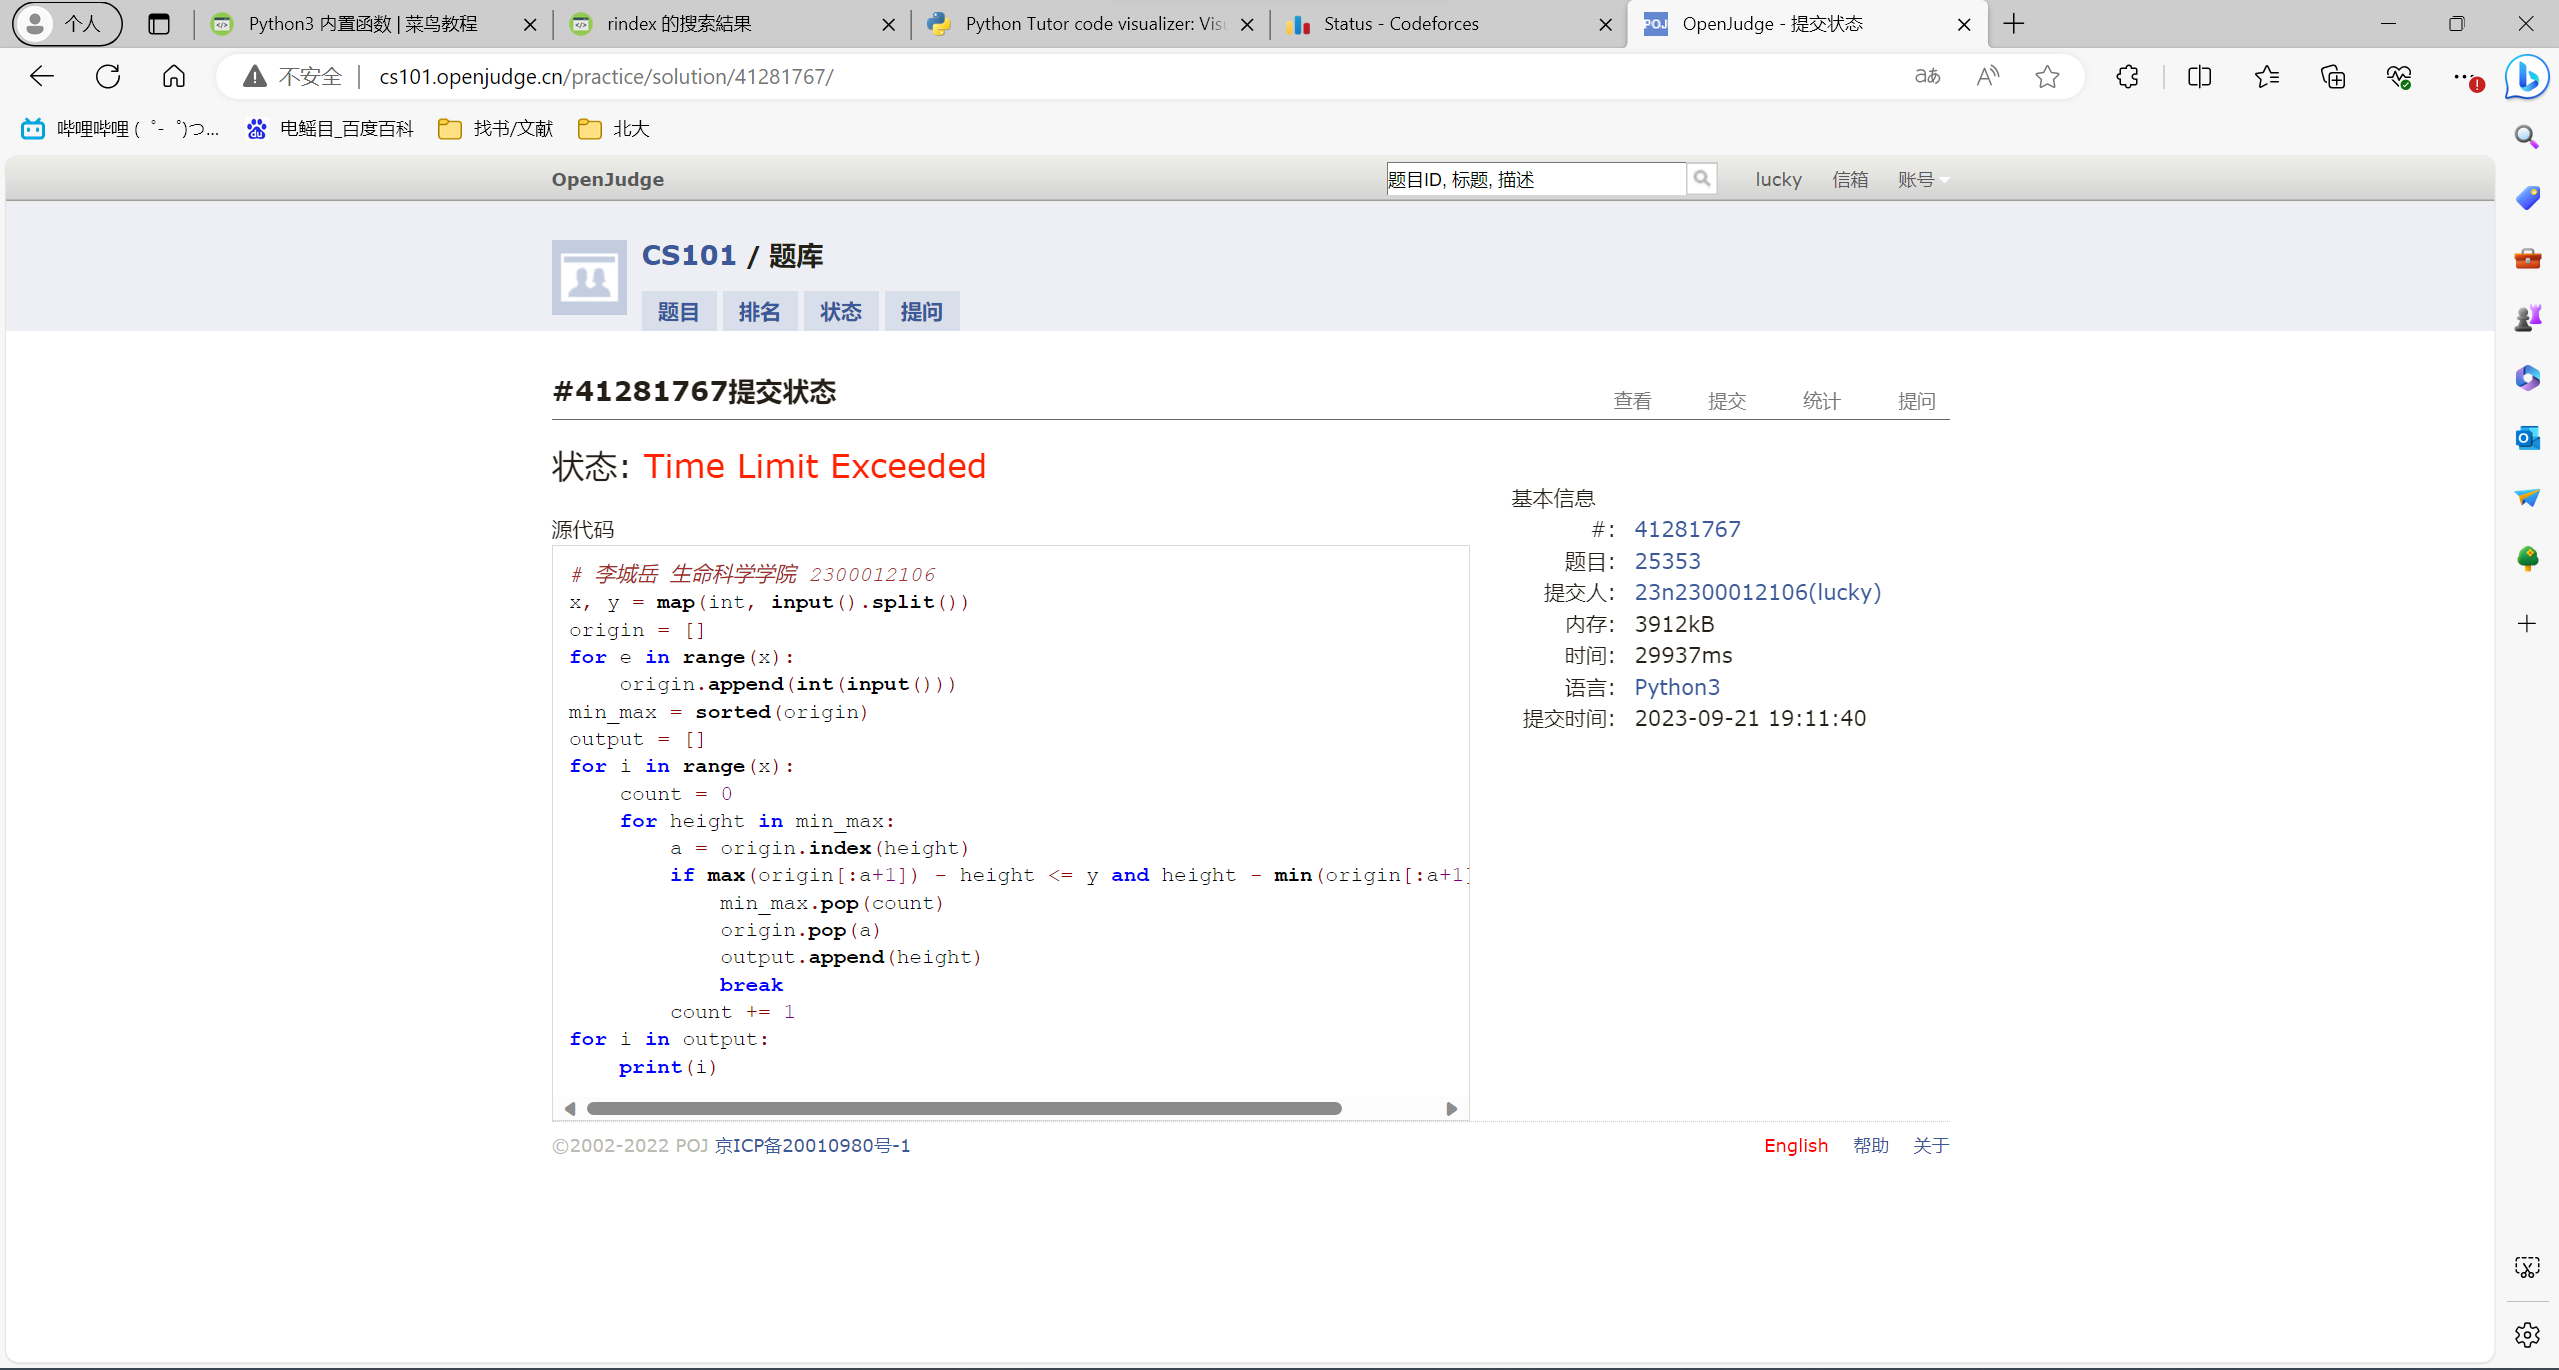 个人
Python3 内置函数 | 菜鸟教程
rindex 的搜索結果
Python Tutor code visualizer: Vis
Status - Codeforces
OpenJudge - 提交状态
不安全
cs101.openjudge.cn/practice/solution/41281767/
哔哩哔哩 ( ゜- ゜)つ...
电鳐目_百度百科
找书/文献
北大
OpenJudge
题目ID, 标题, 描述
lucky
信箱
账号
CS101 / 题库
题目
排名
状态
提问
#41281767提交状态
查看
提交
统计
提问
状态: Time Limit Exceeded
源代码
# 李城岳 生命科学学院 2300012106
x, y = map(int, input().split())
origin = []
for e in range(x):
    origin.append(int(input()))
min_max = sorted(origin)
output = []
for i in range(x):
    count = 0
    for height in min_max:
        a = origin.index(height)
        if max(origin[:a+1]) - height <= y and height - min(origin[:a+1]
            min_max.pop(count)
            origin.pop(a)
            output.append(height)
            break
        count += 1
for i in output:
    print(i)
基本信息
#: 41281767
题目: 25353
提交人: 23n2300012106(lucky)
内存: 3912kB
时间: 29937ms
语言: Python3
提交时间: 2023-09-21 19:11:40
©2002-2022 POJ 京ICP备20010980号-1
English
帮助
关于